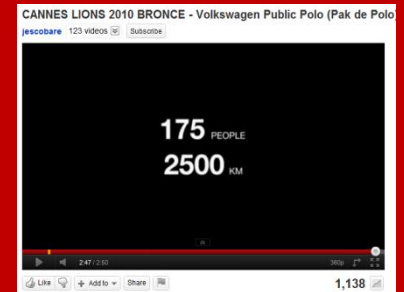 CANNES LIONS 2010 BRONCE - Volkswagen Public Polo (Pak de Polo)
jescobare 123 videos Subscribe
175 PEOPLE
2500 KM
2:47 / 2:50 360p
Like Add to Share 1,138